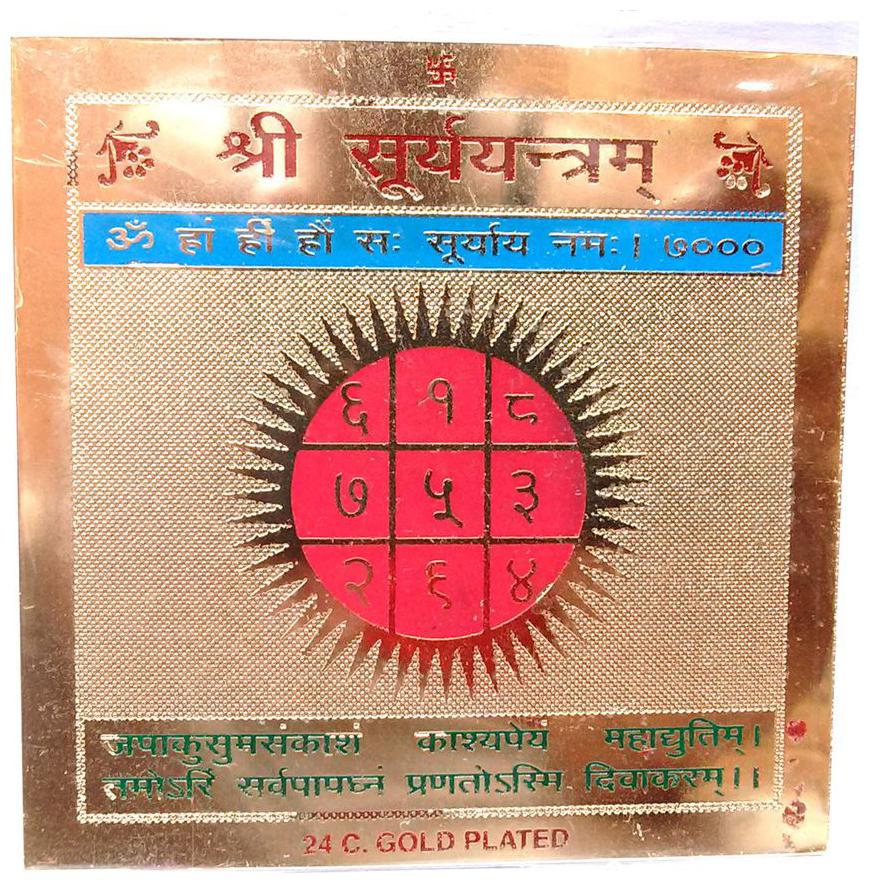 卐
श्री सूर्ययन्त्रम्
ॐ हां हीं हौं सः सूर्याय नमः। ७०००
६ १ ८
७ ५ ३
२ ९ ४
जपाकुसुमसंकाशं काश्यपेयं महाद्युतिम्।
तमोऽरिं सर्वपापघ्नं प्रणतोऽस्मि दिवाकरम्।।
24 C. GOLD PLATED